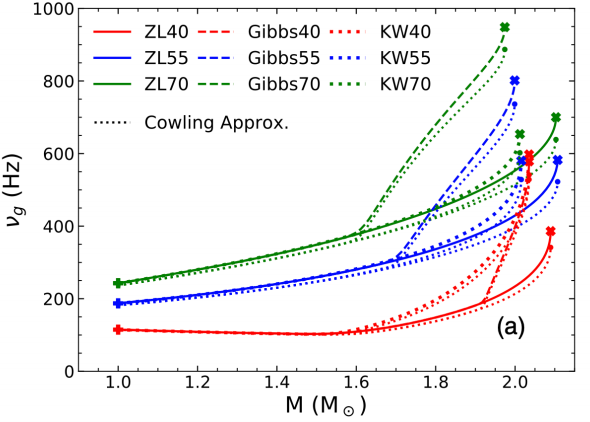 1000
800
600
400
200
0
ν_g (Hz)
ZL40 Gibbs40 KW40
ZL55 Gibbs55 KW55
ZL70 Gibbs70 KW70
Cowling Approx.
(a)
1.0 1.2 1.4 1.6 1.8 2.0
M (M_⊙)